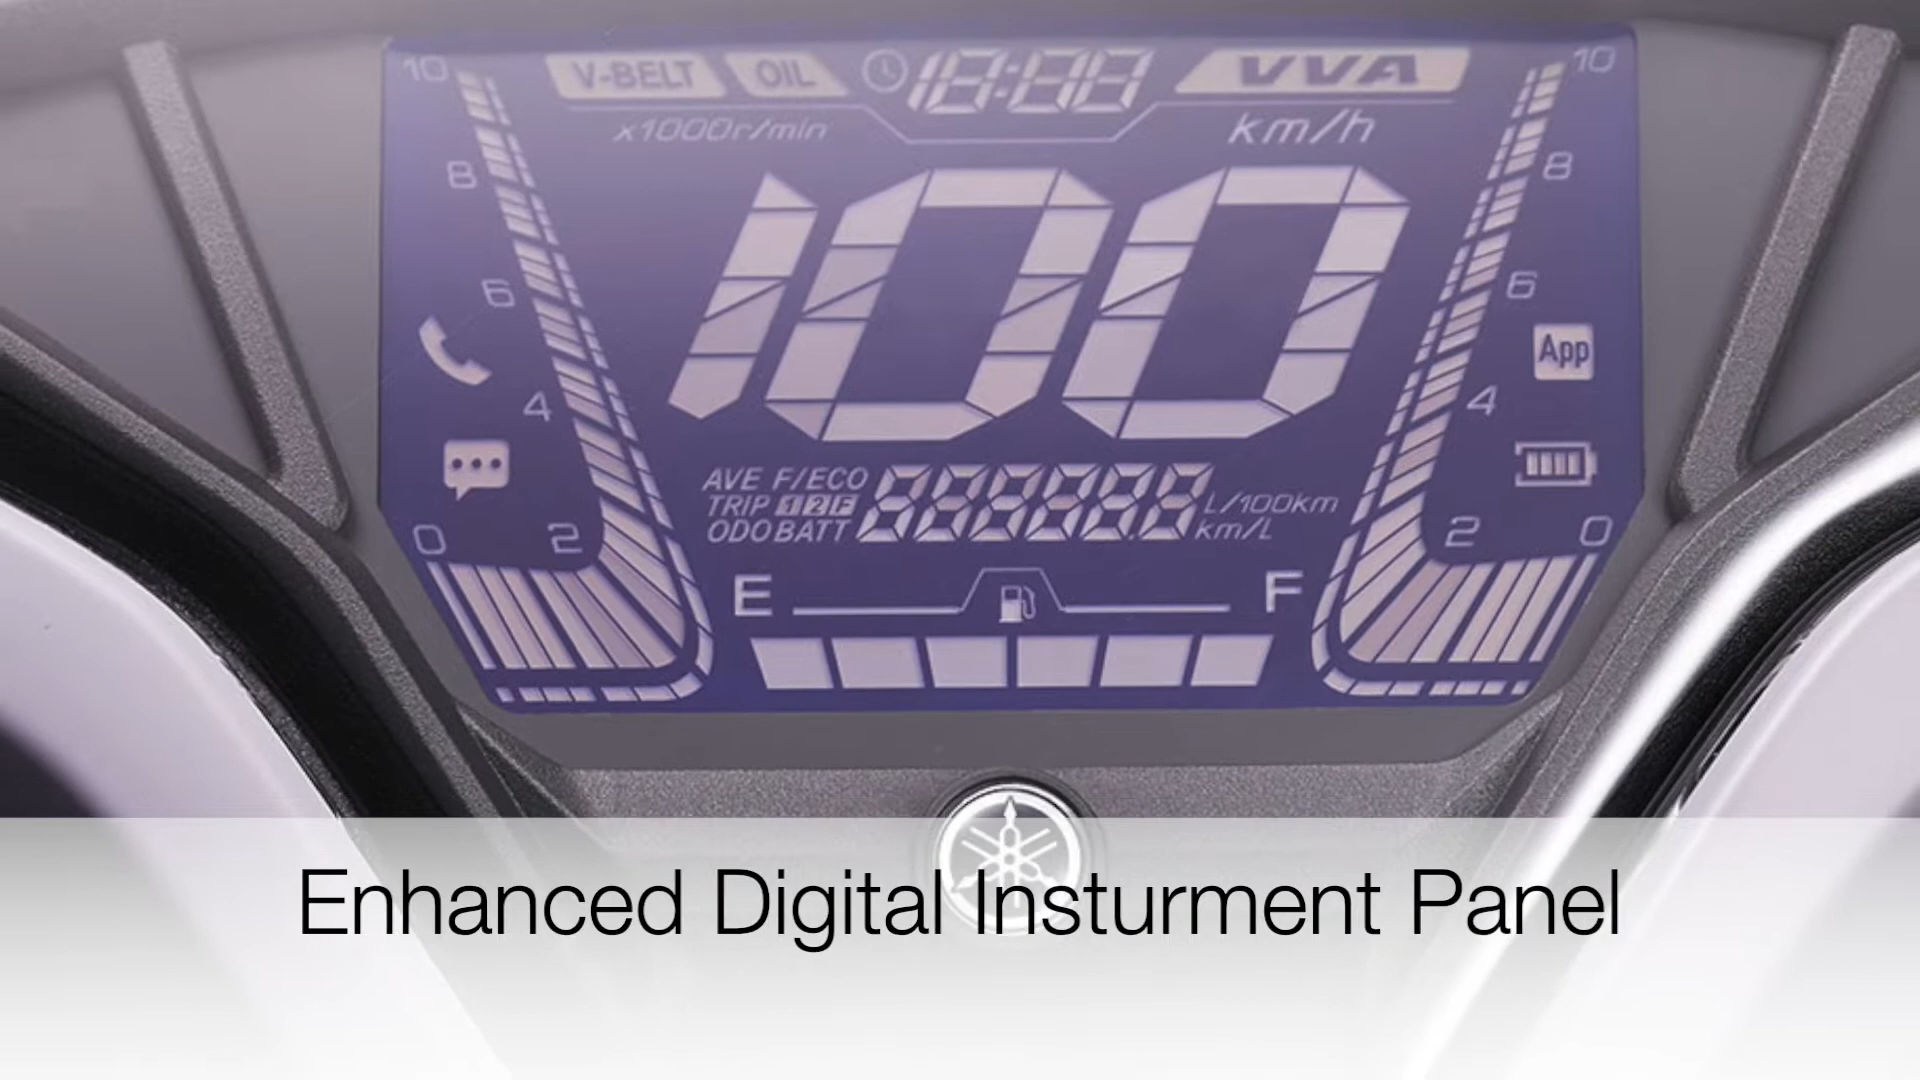 10 V-BELT OIL 18:88 VVA 10
x1000r/min km/h
8 100 8
6 6
App
4 4
AVE F/ECO
TRIP 1 2 F 888888.8 L/100km
ODO BATT km/L
0 2 2 0
E F
Enhanced Digital Insturment Panel